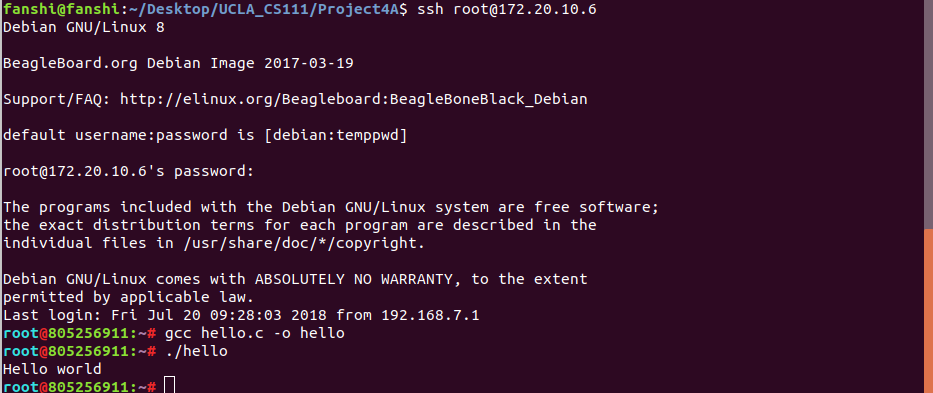 fanshi@fanshi:~/Desktop/UCLA_CS111/Project4A$ ssh root@172.20.10.6
Debian GNU/Linux 8
BeagleBoard.org Debian Image 2017-03-19
Support/FAQ: http://elinux.org/Beagleboard:BeagleBoneBlack_Debian
default username:password is [debian:temppwd]
root@172.20.10.6's password:
The programs included with the Debian GNU/Linux system are free software;
the exact distribution terms for each program are described in the
individual files in /usr/share/doc/*/copyright.
Debian GNU/Linux comes with ABSOLUTELY NO WARRANTY, to the extent
permitted by applicable law.
Last login: Fri Jul 20 09:28:03 2018 from 192.168.7.1
root@805256911:~# gcc hello.c -o hello
root@805256911:~# ./hello
Hello world
root@805256911:~#